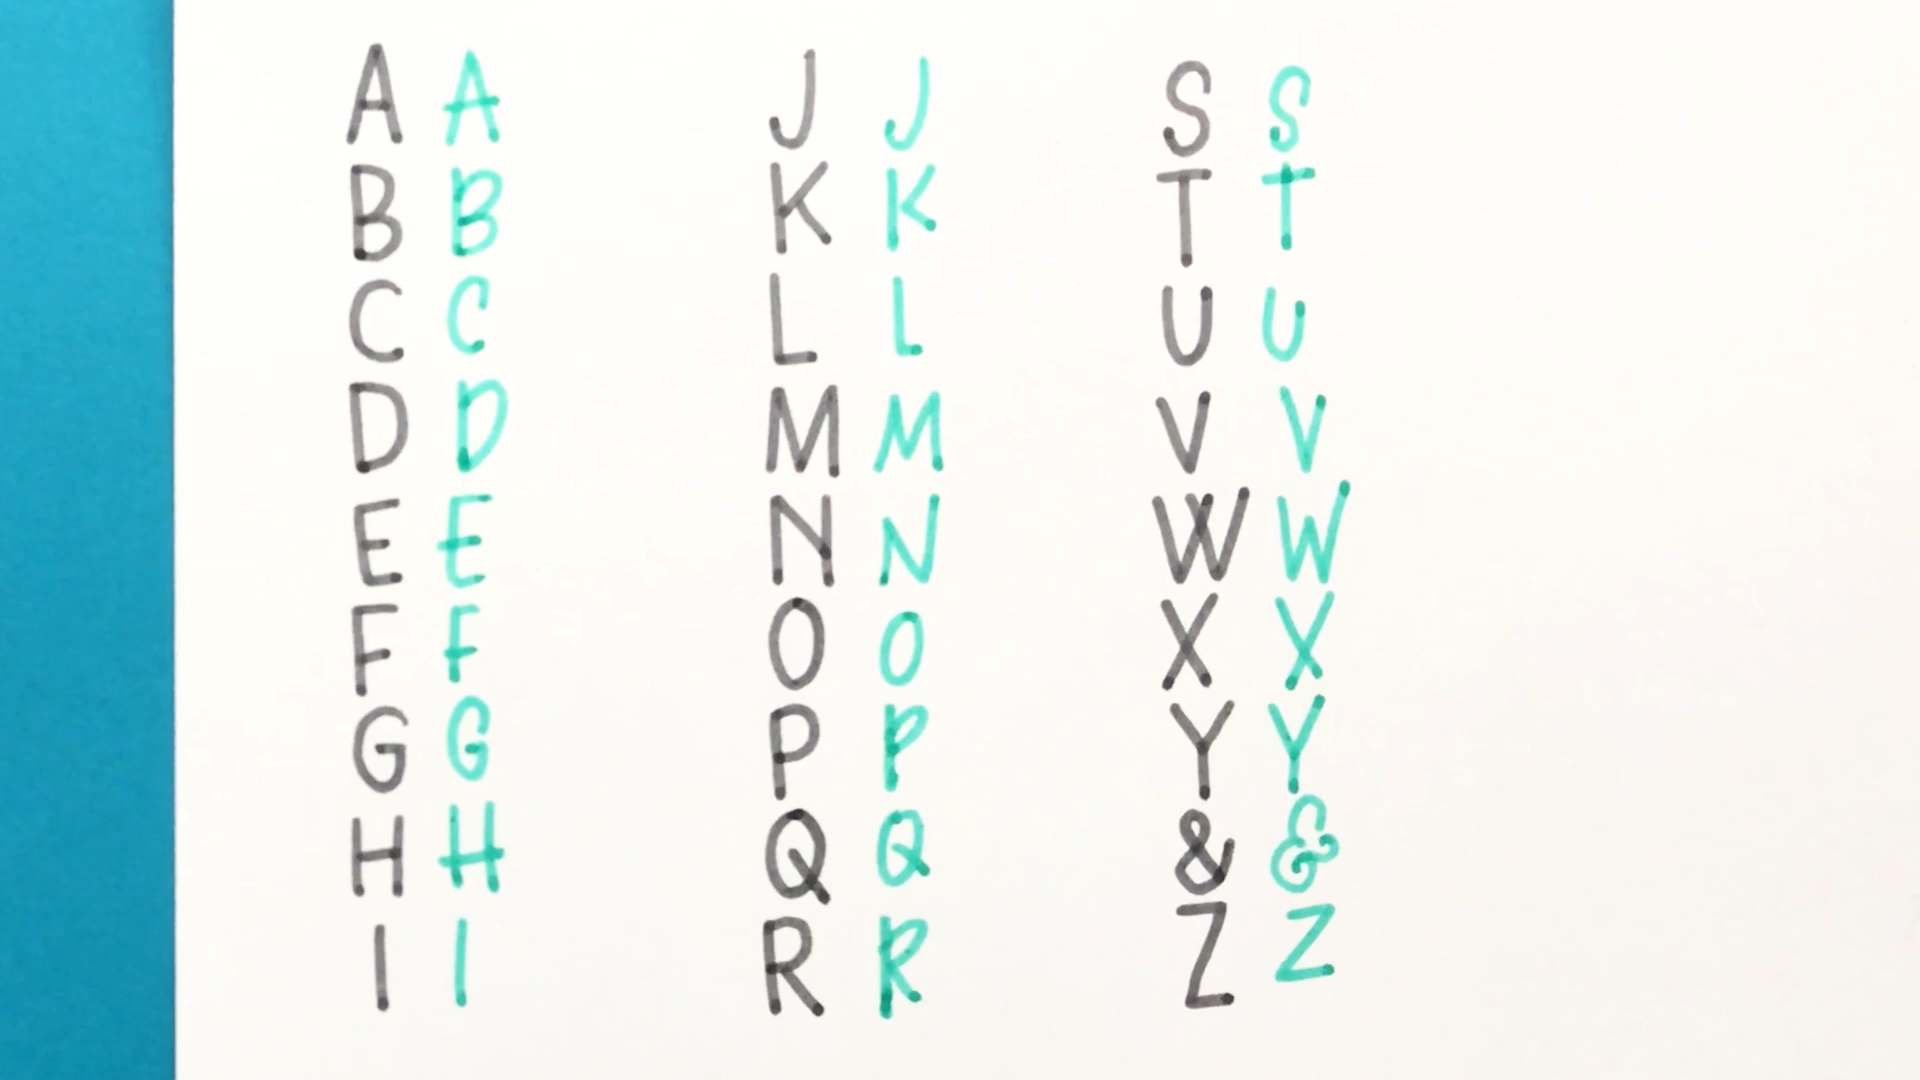 A A J J S S
B B K K T T
C C L L U U
D D M M V V
E E N N W W
F F O O X X
G G P P Y Y
H H Q Q & &
I I R R Z Z